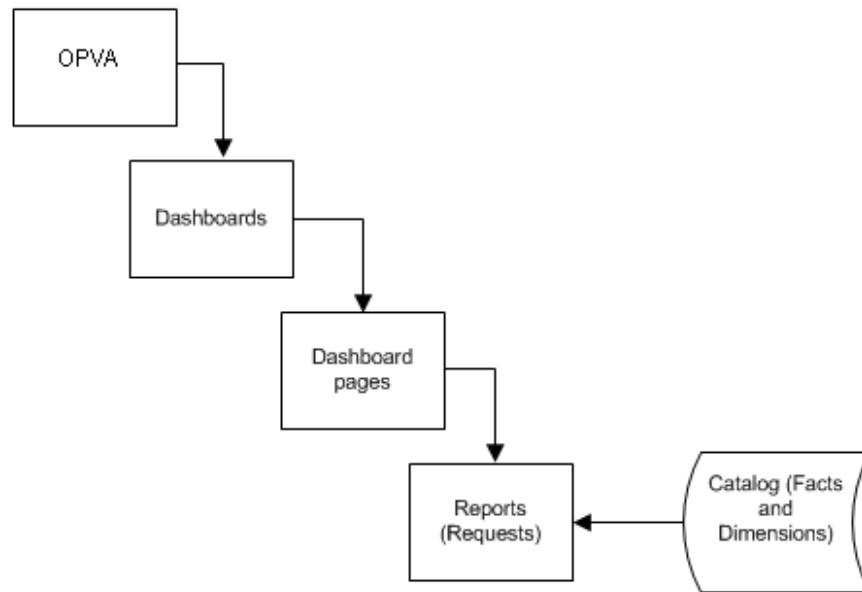 OPVA
Dashboards
Dashboard
pages
Reports
(Requests)
Catalog (Facts
and
Dimensions)